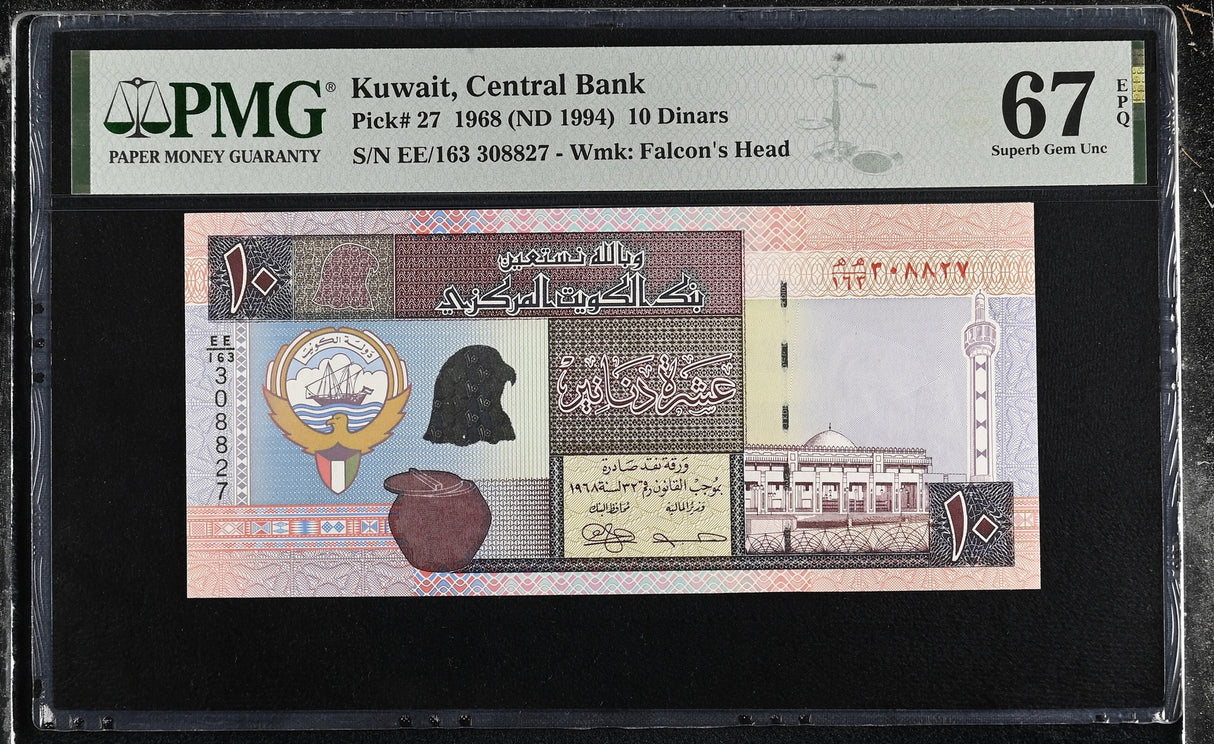 PMG®
PAPER MONEY GUARANTY
Kuwait, Central Bank
Pick# 27 1968 (ND 1994) 10 Dinars
S/N EE/163 308827 - Wmk: Falcon's Head
67
EPQ
Superb Gem Unc
١٠
وبالله نستعين
بنك الكويت المركزي
م م
١٦٣
٣٠٨٨٢٧
EE
163
308827
دولة الكويت
عشرة دنانير
ورقة نقد صادرة
بموجب القانون رقم ٣٢ لسنة ١٩٦٨
وزير المالية
محافظ البنك
١٠